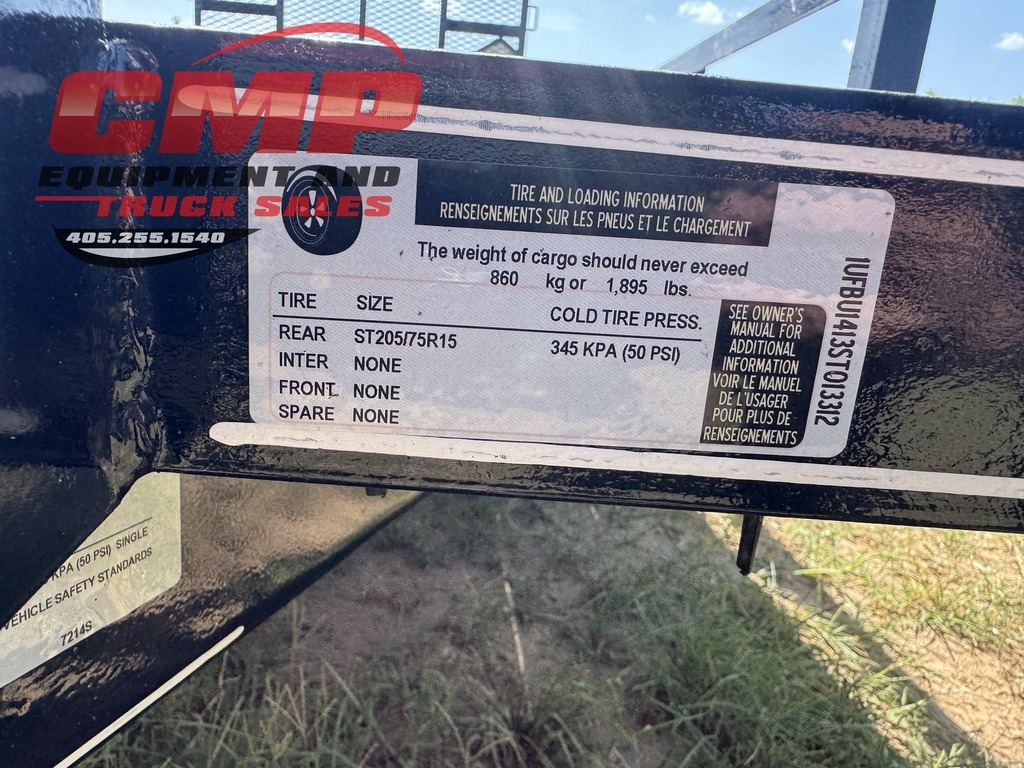 CMP
EQUIPMENT AND
TRUCK SALES
405.255.1540
TIRE AND LOADING INFORMATION
RENSEIGNEMENTS SUR LES PNEUS ET LE CHARGEMENT
The weight of cargo should never exceed
860 kg or 1,895 lbs.
TIRE SIZE COLD TIRE PRESS.
REAR ST205/75R15 345 KPA (50 PSI)
INTER NONE
FRONT NONE
SPARE NONE
SEE OWNER'S
MANUAL FOR
ADDITIONAL
INFORMATION
VOIR LE MANUEL
DE L'USAGER
POUR PLUS DE
RENSEIGNEMENTS
1UFBU1413ST013312
KPA (50 PSI) SINGLE
VEHICLE SAFETY STANDARDS
7214S